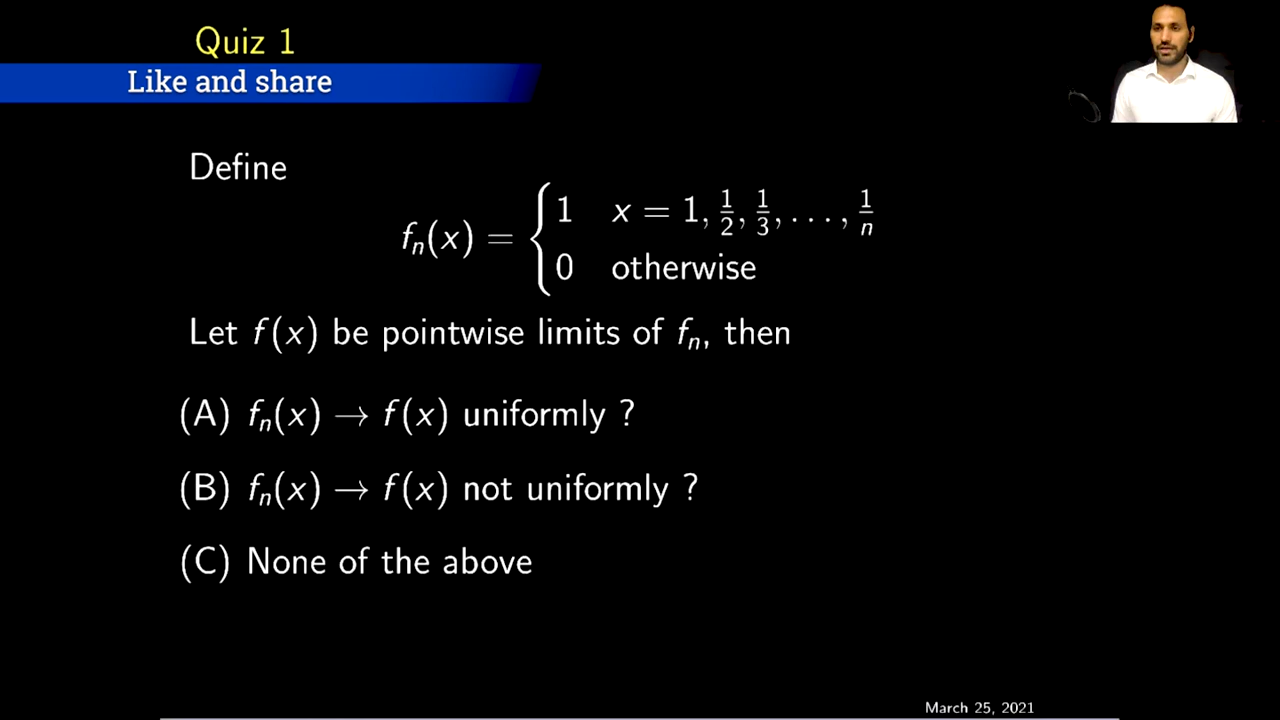 Quiz 1
Like and share
Define
fₙ(x) = { 1 x = 1, 1/2, 1/3, . . . , 1/n
0 otherwise
Let f(x) be pointwise limits of fₙ, then
(A) fₙ(x) → f(x) uniformly ?
(B) fₙ(x) → f(x) not uniformly ?
(C) None of the above
March 25, 2021